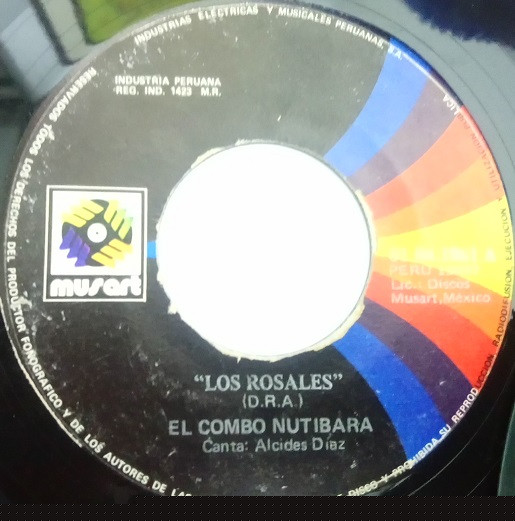 INDUSTRIAS ELECTRICAS Y MUSICALES PERUANAS, S.A.
INDUSTRIA PERUANA
REG. IND. 1423 M.R.
musart
PERU
Lic.: Discos
Musart, México
"LOS ROSALES"
(D.R.A.)
EL COMBO NUTIBARA
Canta: Alcides Díaz
RESERVADOS TODOS LOS DERECHOS DEL PRODUCTOR FONOGRAFICO Y DE LOS AUTORES DE LAS
DISCO Y PROHIBIDA SU REPRODUCCION RADIODIFUSION EJECUCION